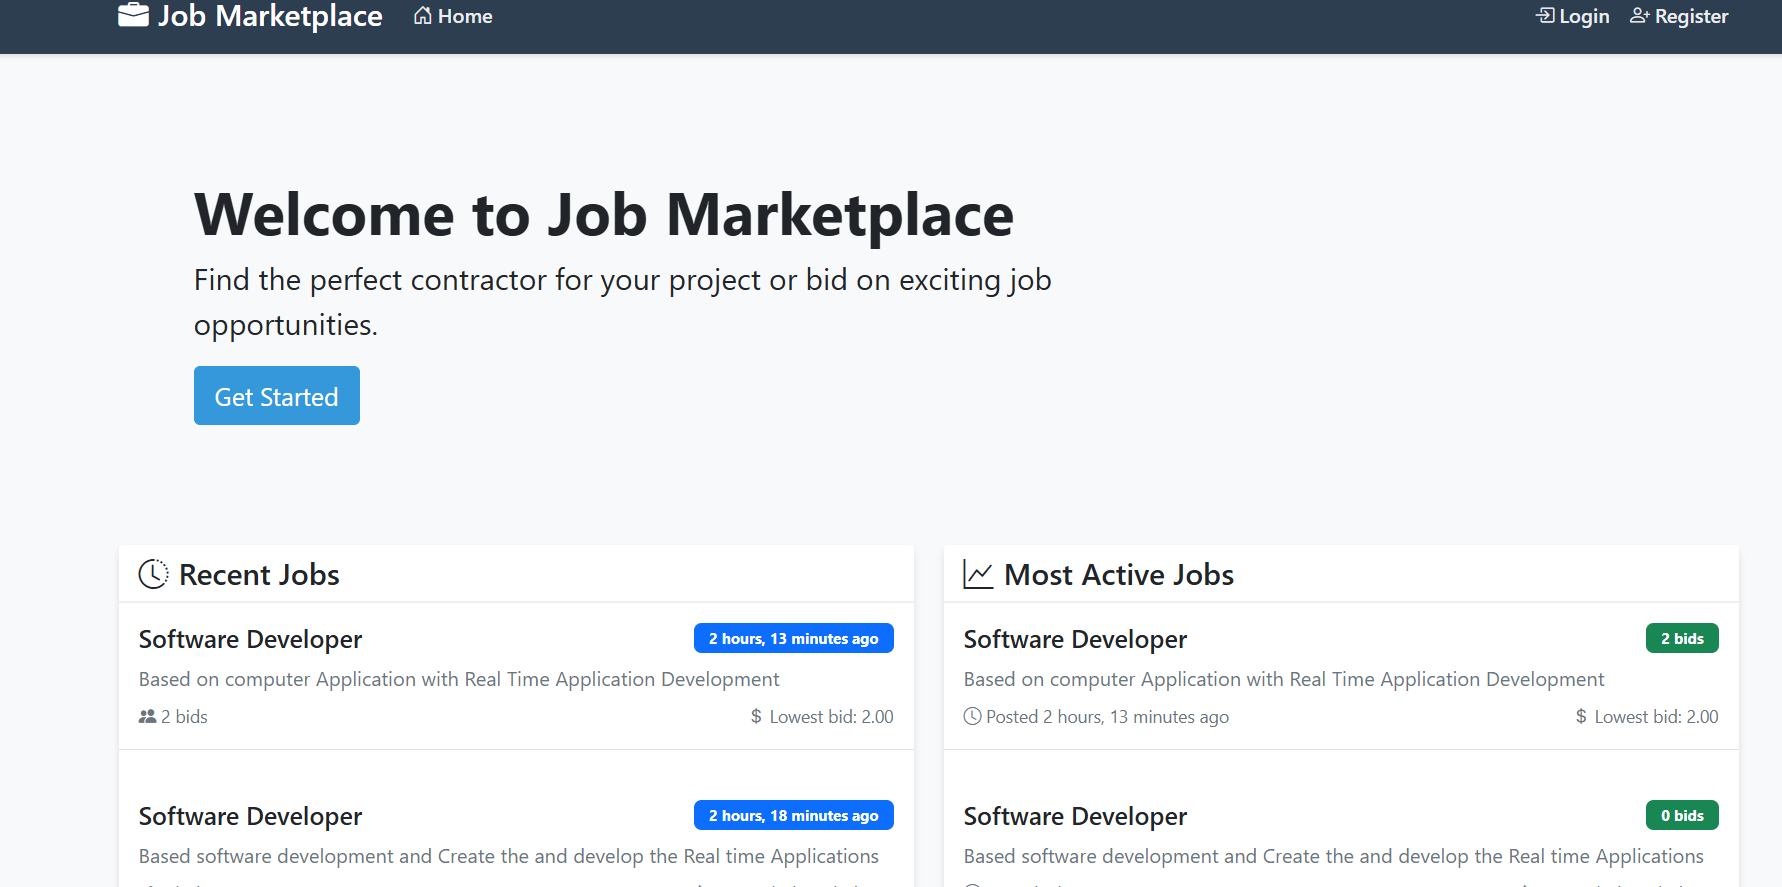 Job Marketplace Home Login Register
Welcome to Job Marketplace
Find the perfect contractor for your project or bid on exciting job
opportunities.
Get Started
Recent Jobs
Software Developer 2 hours, 13 minutes ago
Based on computer Application with Real Time Application Development
2 bids $ Lowest bid: 2.00
Software Developer 2 hours, 18 minutes ago
Based software development and Create the and develop the Real time Applications
Most Active Jobs
Software Developer 2 bids
Based on computer Application with Real Time Application Development
Posted 2 hours, 13 minutes ago $ Lowest bid: 2.00
Software Developer 0 bids
Based software development and Create the and develop the Real time Applications